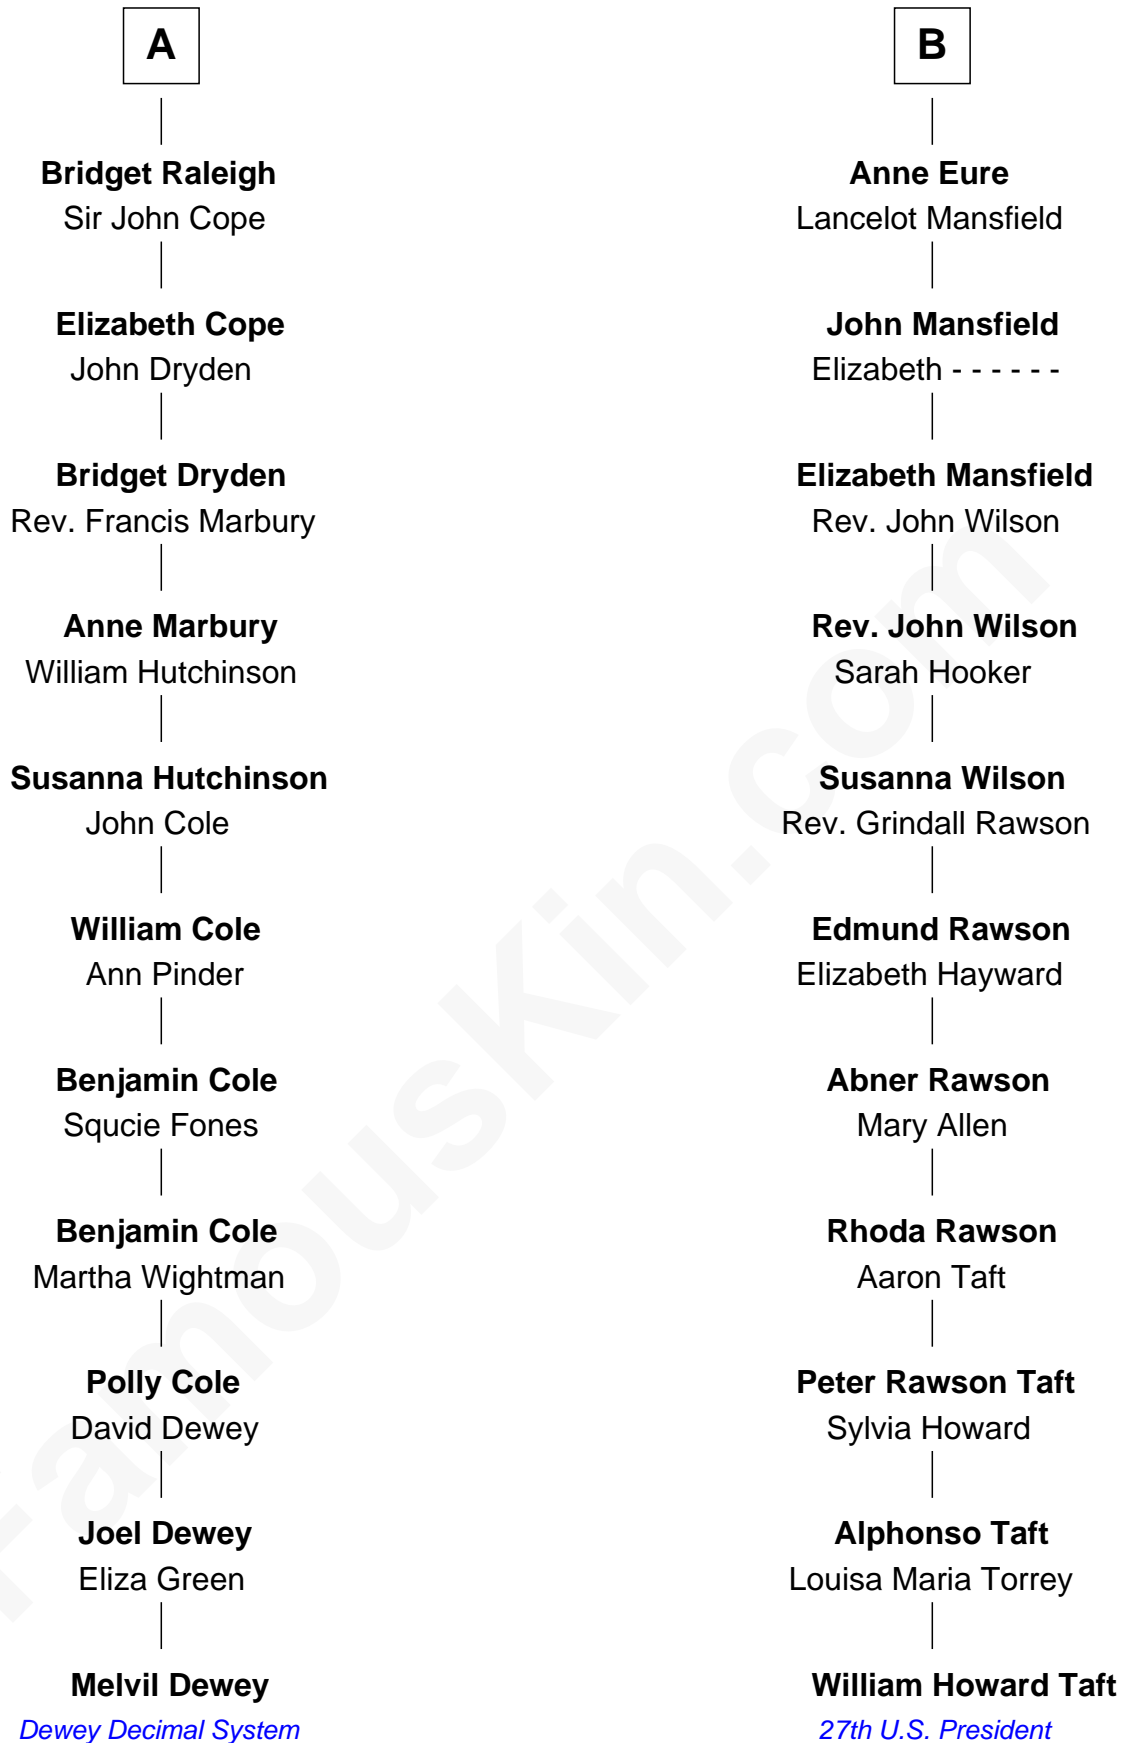 A
Bridget Raleigh
Sir John Cope
Elizabeth Cope
John Dryden
Bridget Dryden
Rev. Francis Marbury
Anne Marbury
William Hutchinson
Susanna Hutchinson
John Cole
William Cole
Ann Pinder
Benjamin Cole
Squcie Fones
Benjamin Cole
Martha Wightman
Polly Cole
David Dewey
Joel Dewey
Eliza Green
Melvil Dewey
Dewey Decimal System
B
Anne Eure
Lancelot Mansfield
John Mansfield
Elizabeth - - - - - -
Elizabeth Mansfield
Rev. John Wilson
Rev. John Wilson
Sarah Hooker
Susanna Wilson
Rev. Grindall Rawson
Edmund Rawson
Elizabeth Hayward
Abner Rawson
Mary Allen
Rhoda Rawson
Aaron Taft
Peter Rawson Taft
Sylvia Howard
Alphonso Taft
Louisa Maria Torrey
William Howard Taft
27th U.S. President
FamousKin.com